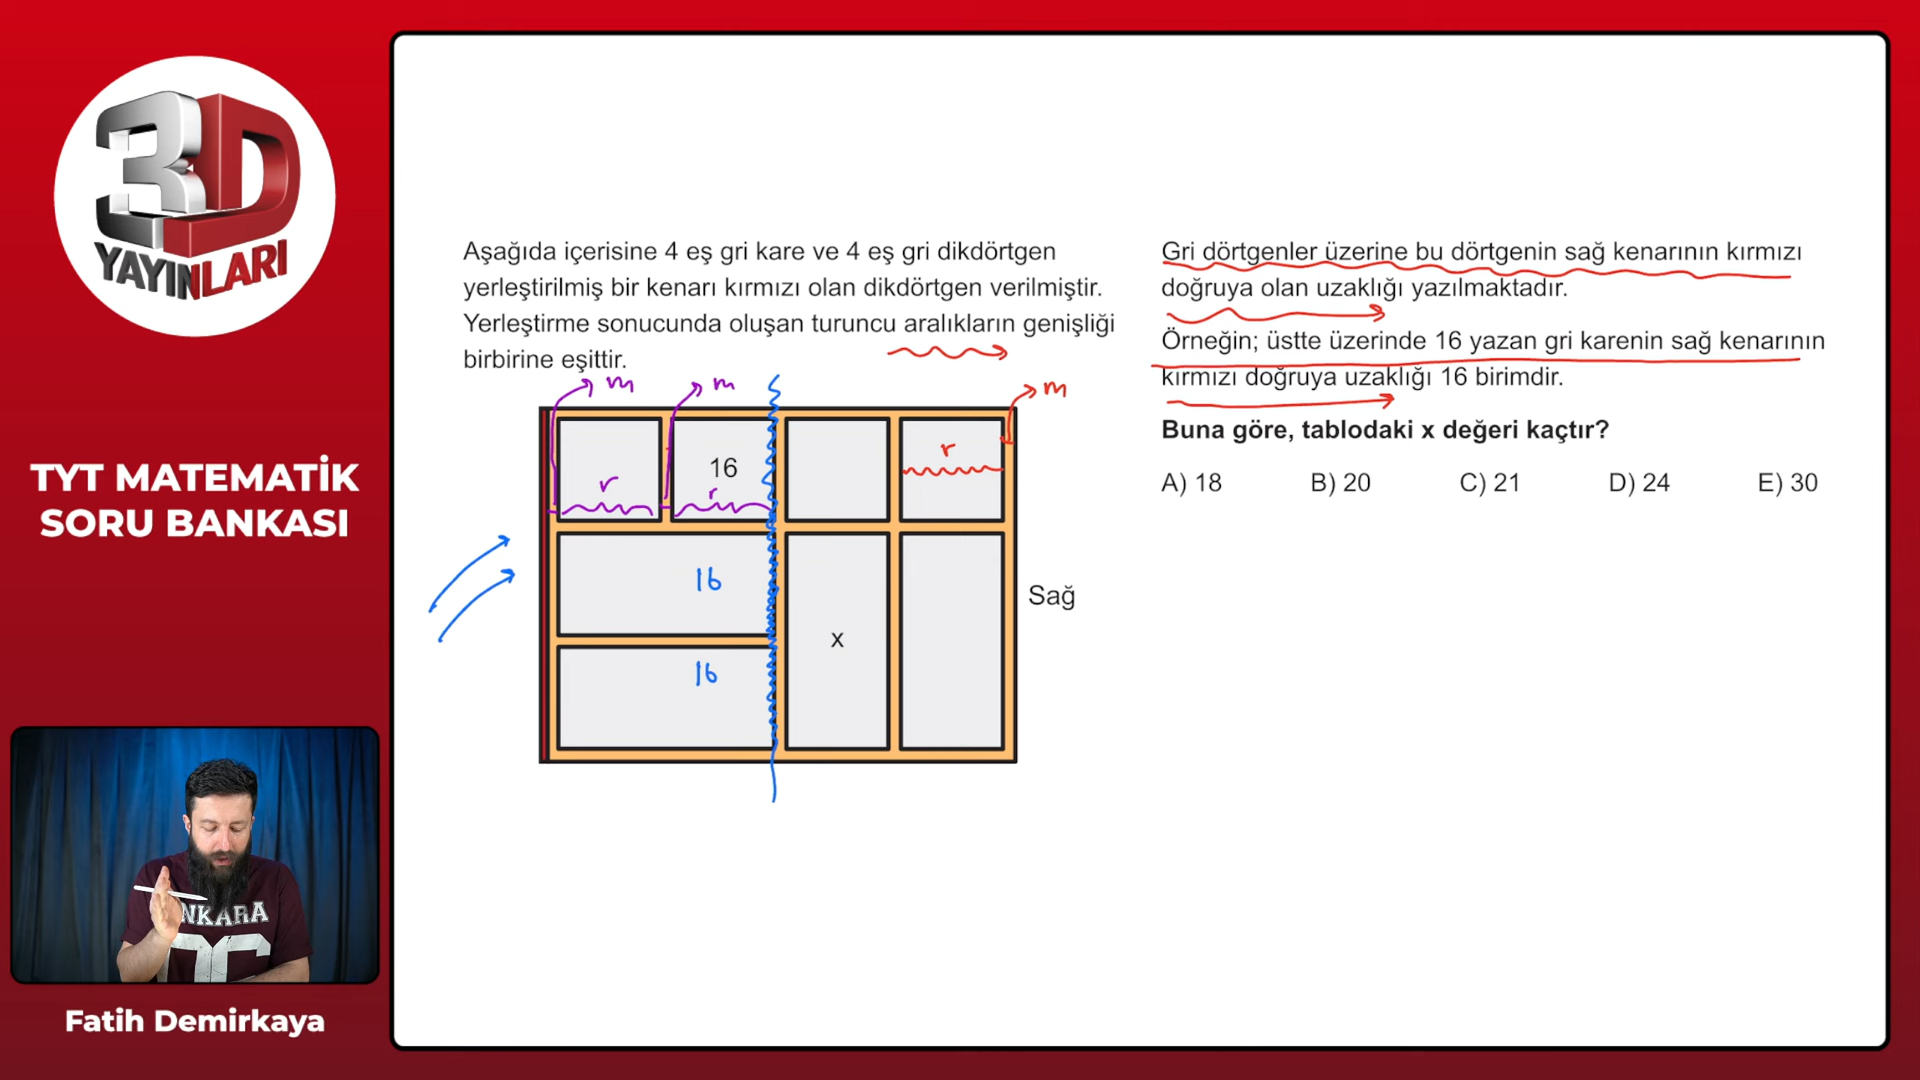 3D
YAYINLARI
TYT MATEMATİK
SORU BANKASI
NKARA
Fatih Demirkaya
Aşağıda içerisine 4 eş gri kare ve 4 eş gri dikdörtgen
yerleştirilmiş bir kenarı kırmızı olan dikdörtgen verilmiştir.
Yerleştirme sonucunda oluşan turuncu aralıkların genişliği
birbirine eşittir.
m m m
16 r
r r
16
16
x
Sağ
Gri dörtgenler üzerine bu dörtgenin sağ kenarının kırmızı
doğruya olan uzaklığı yazılmaktadır.
Örneğin; üstte üzerinde 16 yazan gri karenin sağ kenarının
kırmızı doğruya uzaklığı 16 birimdir.
Buna göre, tablodaki x değeri kaçtır?
A) 18 B) 20 C) 21 D) 24 E) 30